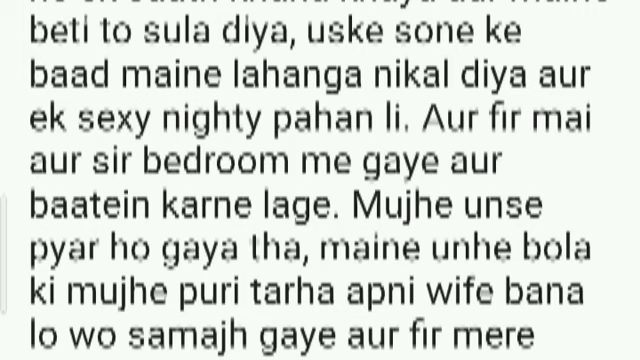 beti to sula diya, uske sone ke
baad maine lahanga nikal diya aur
ek sexy nighty pahan li. Aur fir mai
aur sir bedroom me gaye aur
baatein karne lage. Mujhe unse
pyar ho gaya tha, maine unhe bola
ki mujhe puri tarha apni wife bana
lo wo samajh gaye aur fir mere